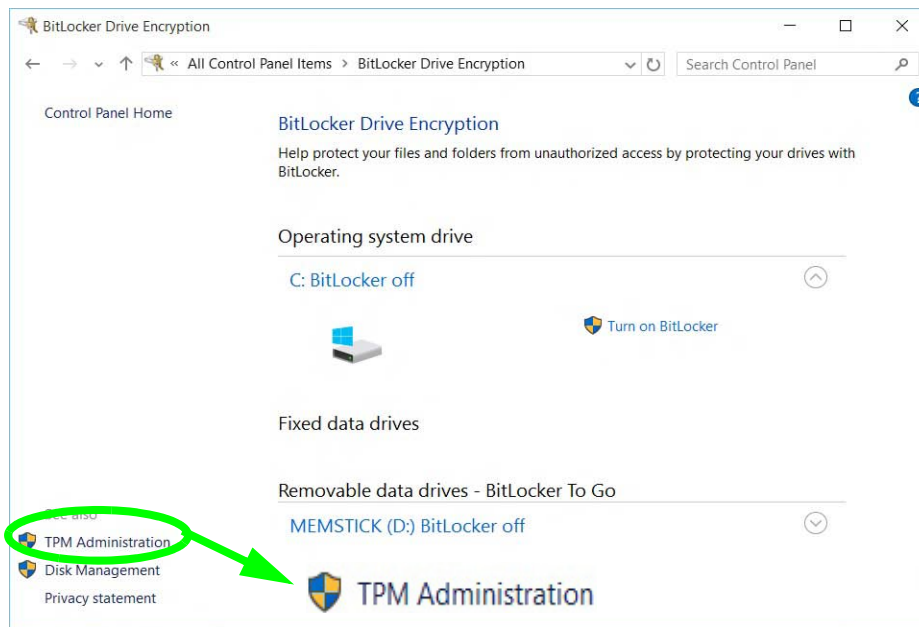 BitLocker Drive Encryption
« All Control Panel Items > BitLocker Drive Encryption
Search Control Panel
Control Panel Home
?
BitLocker Drive Encryption
Help protect your files and folders from unauthorized access by protecting your drives with
BitLocker.
Operating system drive
C: BitLocker off
Turn on BitLocker
Fixed data drives
Removable data drives - BitLocker To Go
MEMSTICK (D:) BitLocker off
See also
TPM Administration
Disk Management
Privacy statement
TPM Administration